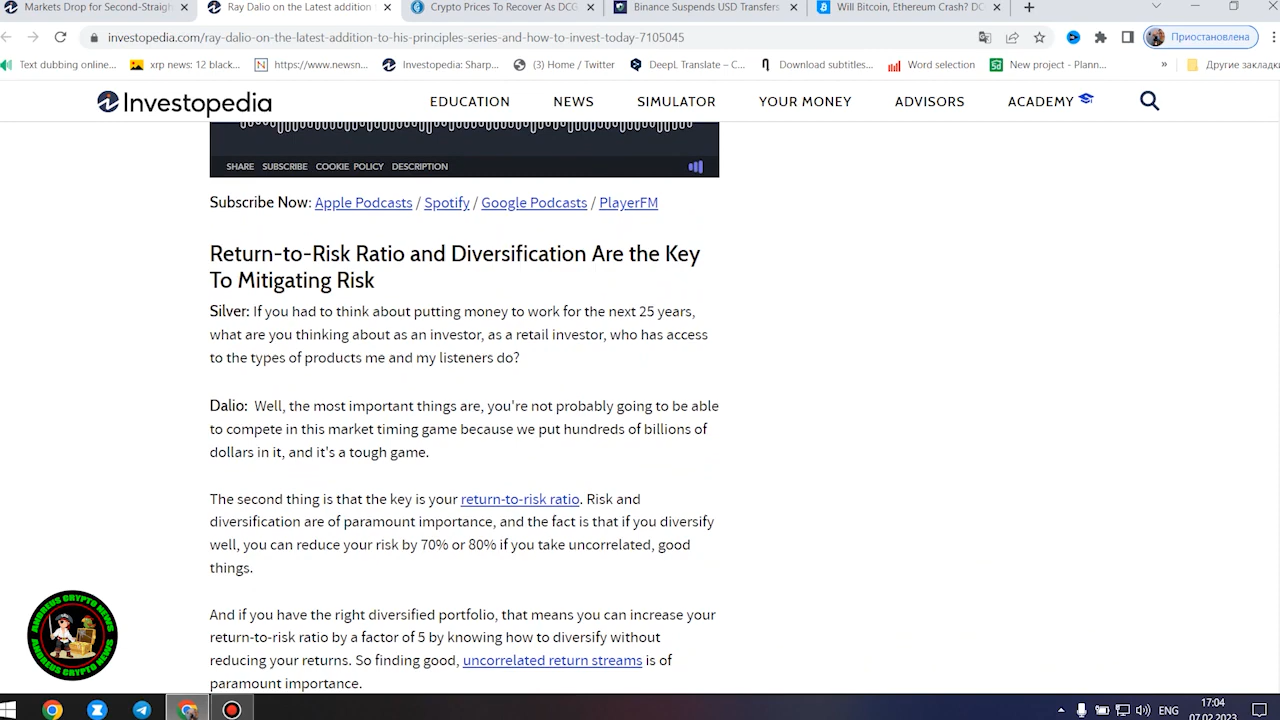 Markets Drop for Second-Straigh
Ray Dalio on the Latest addition
Crypto Prices To Recover As DCG
Binance Suspends USD Transfers
Will Bitcoin, Ethereum Crash? DC
investopedia.com/ray-dalio-on-the-latest-addition-to-his-principles-series-and-how-to-invest-today-7105045
Приостановлена
Text dubbing online...
xrp news: 12 black...
https://www.newsn...
Investopedia: Sharp...
(3) Home / Twitter
DeepL Translate – C...
Download subtitles...
Word selection
New project - Plann...
»
Другие закладки
Investopedia
EDUCATION
NEWS
SIMULATOR
YOUR MONEY
ADVISORS
ACADEMY
SHARE SUBSCRIBE COOKIE POLICY DESCRIPTION
Subscribe Now: Apple Podcasts / Spotify / Google Podcasts / PlayerFM
Return-to-Risk Ratio and Diversification Are the Key
To Mitigating Risk
Silver: If you had to think about putting money to work for the next 25 years,
what are you thinking about as an investor, as a retail investor, who has access
to the types of products me and my listeners do?
Dalio: Well, the most important things are, you're not probably going to be able
to compete in this market timing game because we put hundreds of billions of
dollars in it, and it's a tough game.
The second thing is that the key is your return-to-risk ratio. Risk and
diversification are of paramount importance, and the fact is that if you diversify
well, you can reduce your risk by 70% or 80% if you take uncorrelated, good
things.
And if you have the right diversified portfolio, that means you can increase your
return-to-risk ratio by a factor of 5 by knowing how to diversify without
reducing your returns. So finding good, uncorrelated return streams is of
paramount importance.
ANDREUS CRYPTO NEWS
ANDREUS CRYPTO NEWS
ENG
17:04
07.02.2023